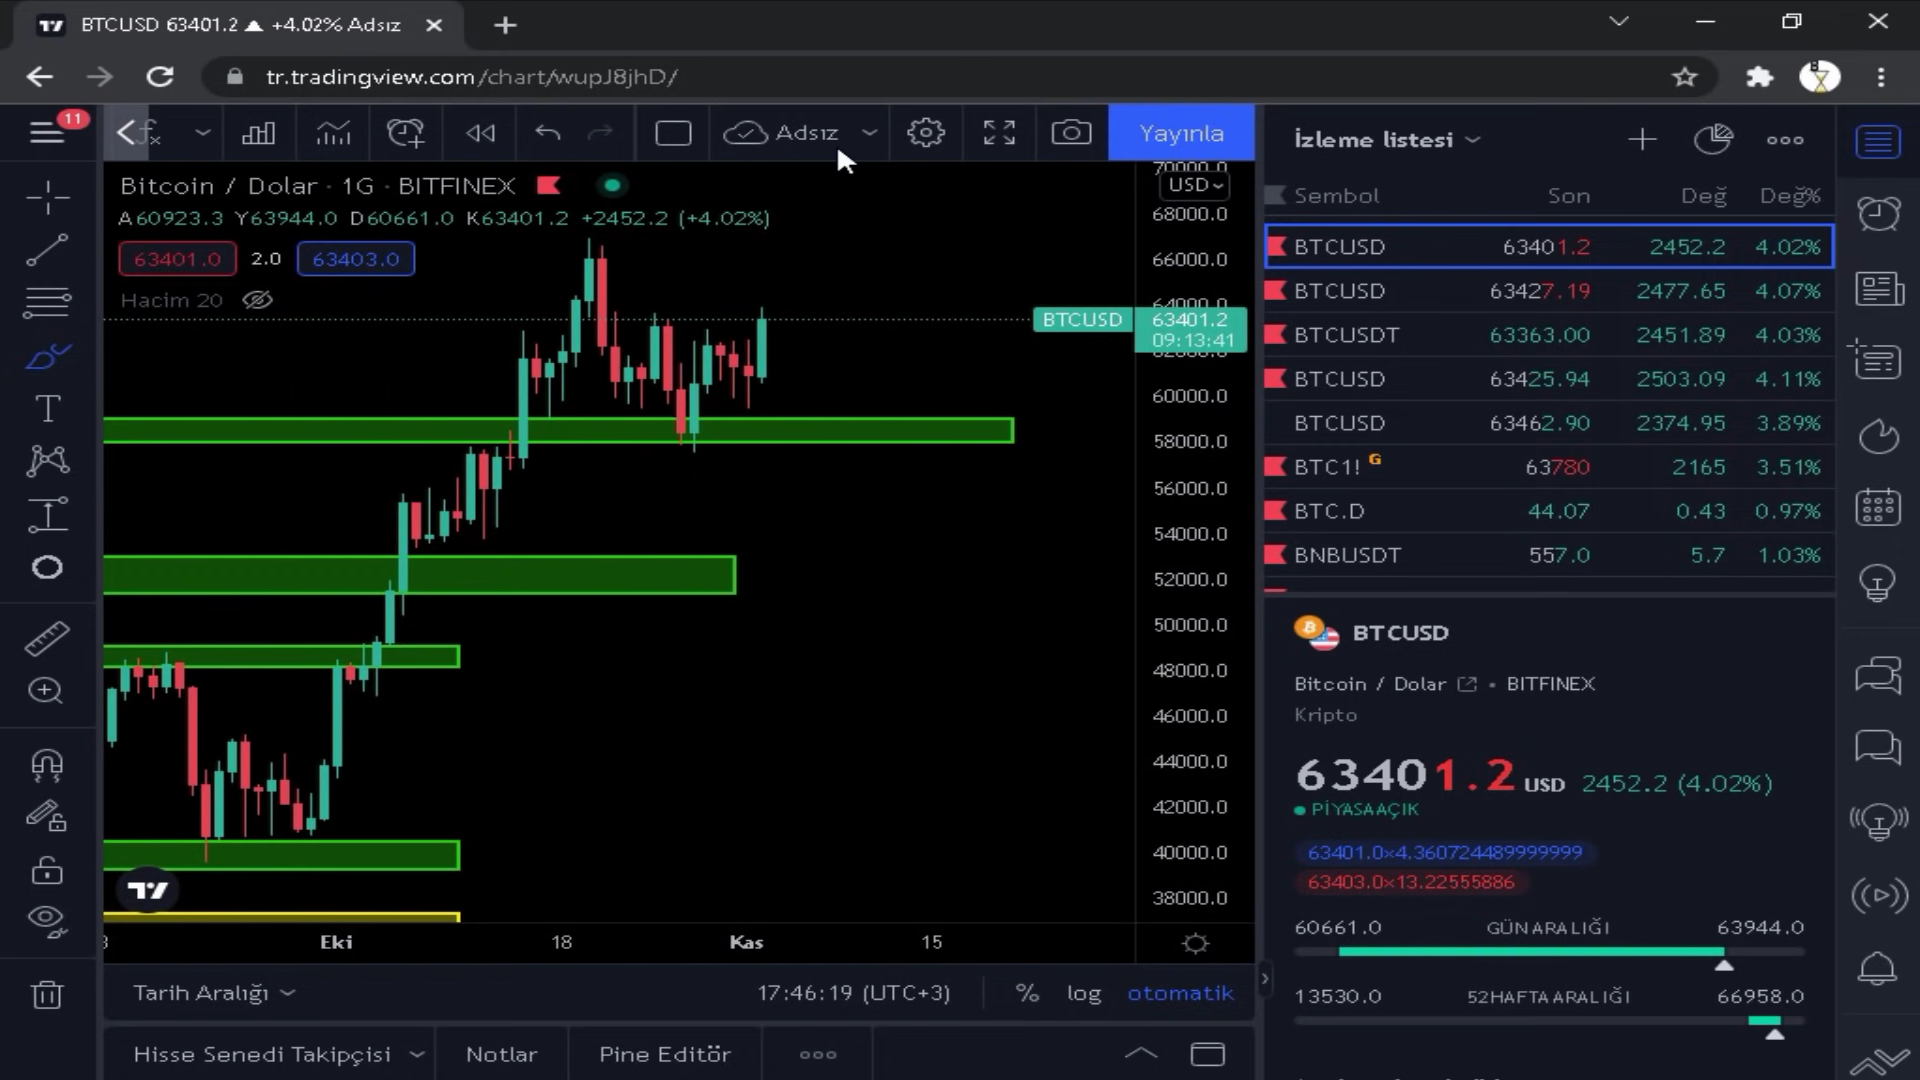 BTCUSD 63401.2 ▲ +4.02% Adsız
tr.tradingview.com/chart/wupJ8jhD/
11
Adsız
Yayınla
Bitcoin / Dolar · 1G · BITFINEX
A60923.3 Y63944.0 D60661.0 K63401.2 +2452.2 (+4.02%)
63401.0 2.0 63403.0
Hacim 20
70000.0
USD
68000.0
66000.0
64000.0
BTCUSD 63401.2
09:13:41
62000.0
60000.0
58000.0
56000.0
54000.0
52000.0
50000.0
48000.0
46000.0
44000.0
42000.0
40000.0
38000.0
Eki 18 Kas 15
Tarih Aralığı
17:46:19 (UTC+3) % log otomatik
Hisse Senedi Takipçisi Notlar Pine Editör
İzleme listesi
Sembol Son Değ Değ%
BTCUSD 63401.2 2452.2 4.02%
BTCUSD 63427.19 2477.65 4.07%
BTCUSDT 63363.00 2451.89 4.03%
BTCUSD 63425.94 2503.09 4.11%
BTCUSD 63462.90 2374.95 3.89%
BTC1! G 63780 2165 3.51%
BTC.D 44.07 0.43 0.97%
BNBUSDT 557.0 5.7 1.03%
BTCUSD
Bitcoin / Dolar • BITFINEX
Kripto
63401.2 USD 2452.2 (4.02%)
PİYASA AÇIK
63401.0×4.360724489999999
63403.0×13.22555886
60661.0 GÜN ARALIĞI 63944.0
13530.0 52HAFTA ARALIĞI 66958.0